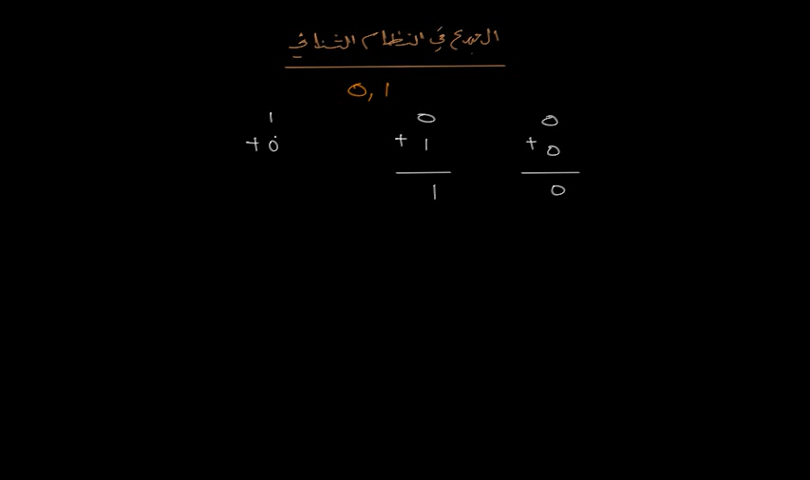 الجمع في النظام الثنائي
0, 1
1 0 0
+ 0 + 1 + 0
1 0